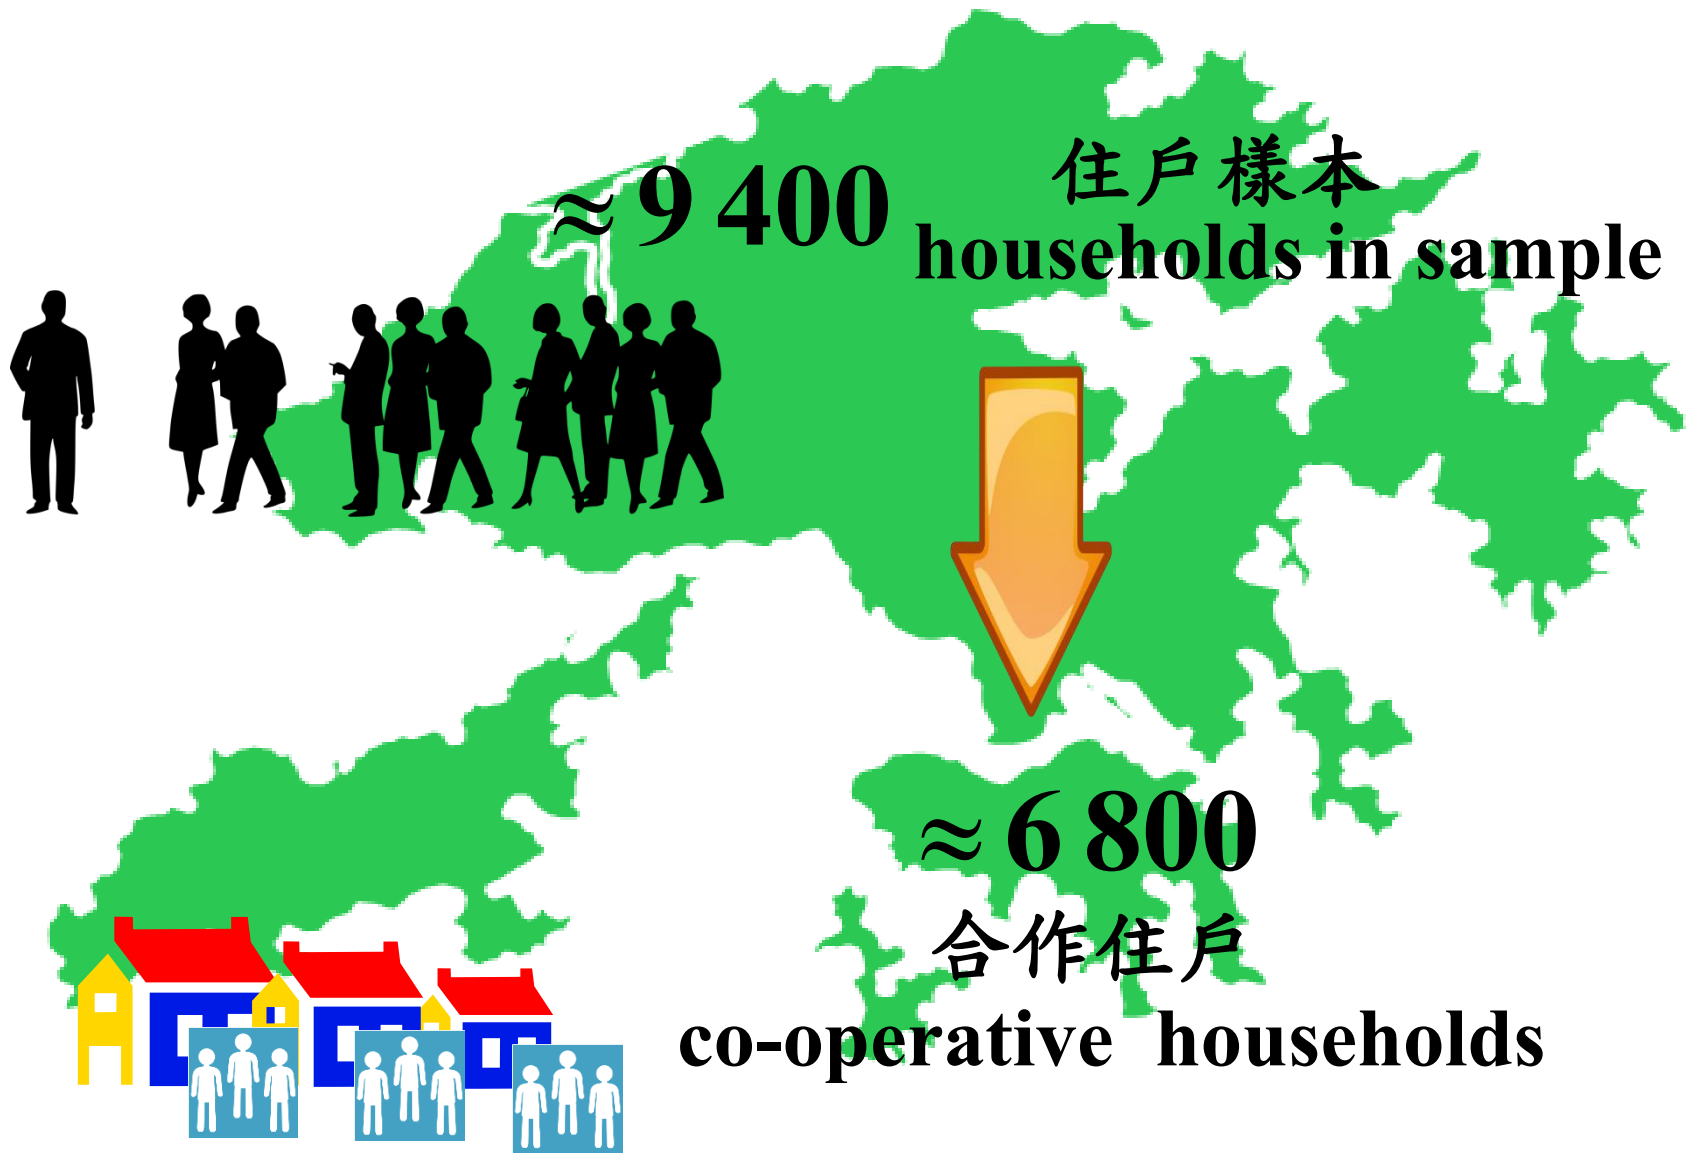 ≈ 9 400 住戶樣本
households in sample
≈ 6 800
合作住戶
co-operative households